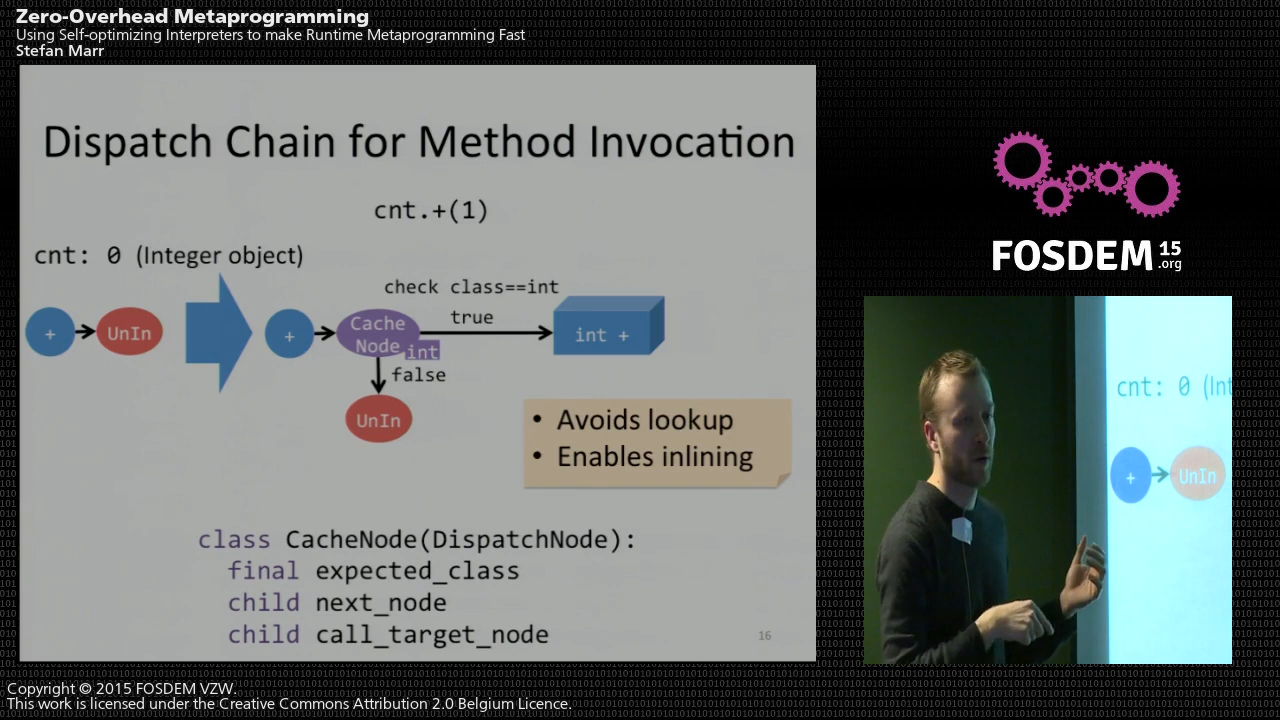 Zero-Overhead Metaprogramming
Using Self-optimizing Interpreters to make Runtime Metaprogramming Fast
Stefan Marr
Dispatch Chain for Method Invocation
cnt.+(1)
cnt: 0 (Integer object)
check class==int
true
+
UnIn
+
Cache
Node
int
int +
false
UnIn
• Avoids lookup
• Enables inlining
class CacheNode(DispatchNode):
final expected_class
child next_node
child call_target_node
16
FOSDEM 15
.org
cnt: 0 (Int
+
UnIn
Copyright © 2015 FOSDEM VZW.
This work is licensed under the Creative Commons Attribution 2.0 Belgium Licence.